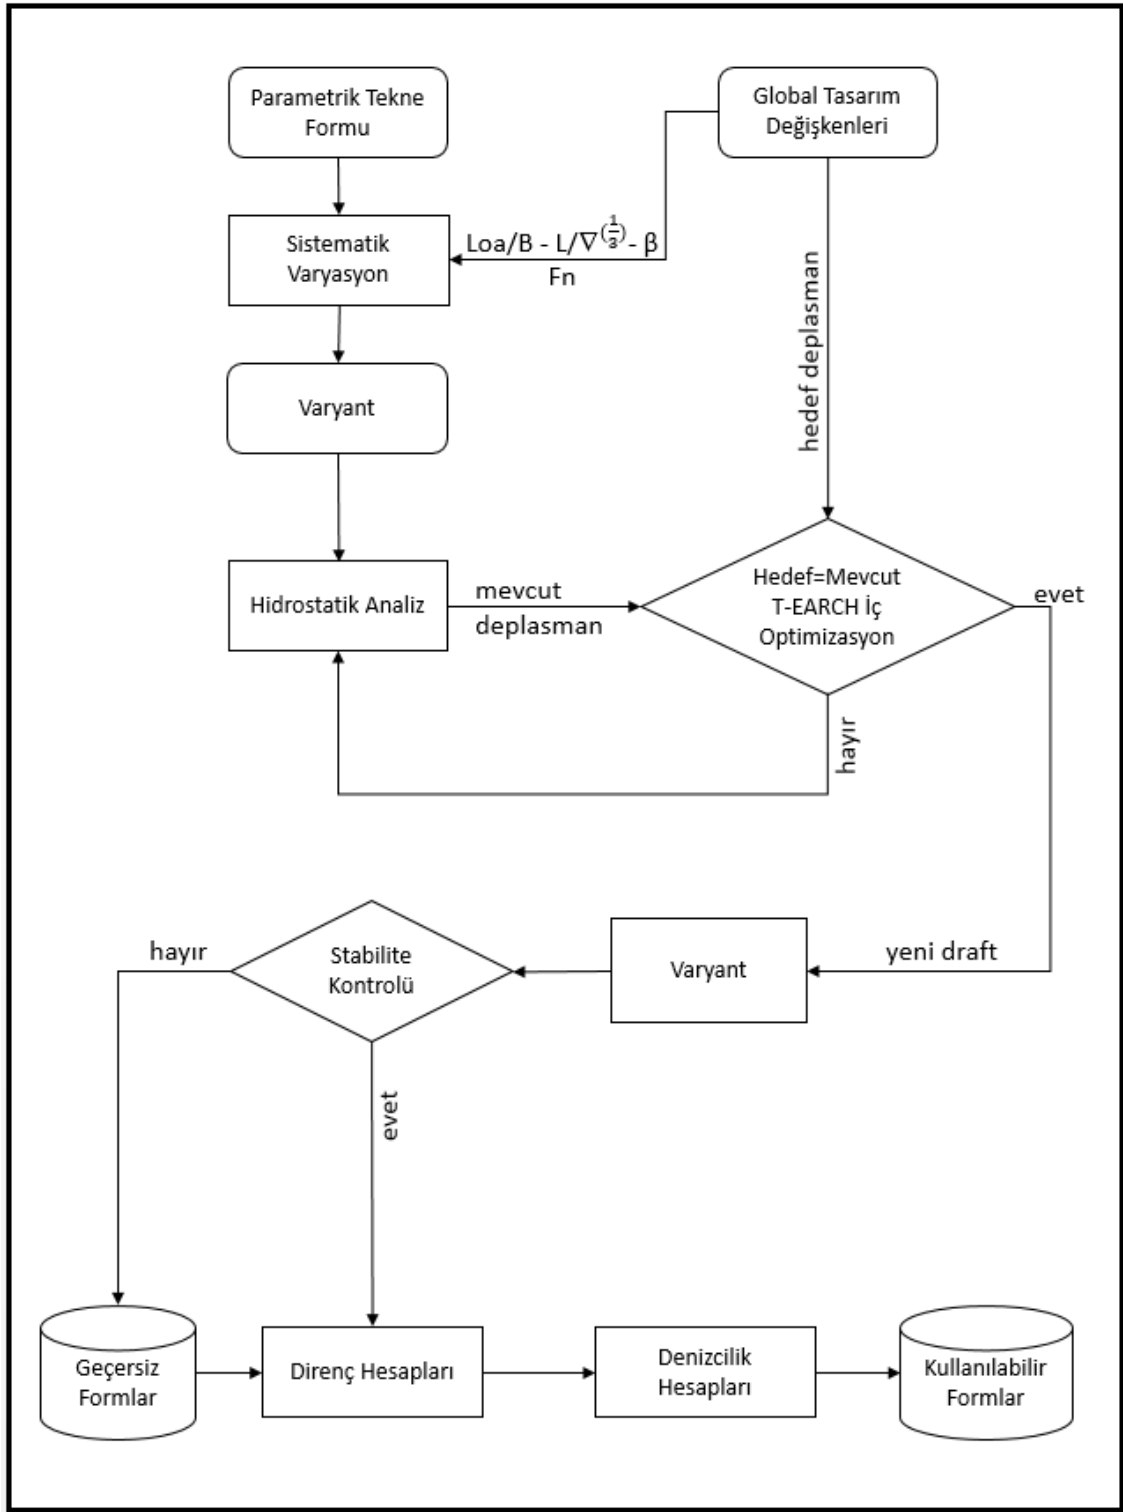 Parametrik Tekne
Formu
Global Tasarım
Değişkenleri
Sistematik
Varyasyon
Loa/B - L/∇^(1/3) - β
Fn
hedef deplasman
Varyant
Hidrostatik Analiz
mevcut
deplasman
Hedef=Mevcut
T-EARCH İç
Optimizasyon
evet
hayır
hayır
Stabilite
Kontrolü
Varyant
yeni draft
evet
Geçersiz
Formlar
Direnç Hesapları
Denizcilik
Hesapları
Kullanılabilir
Formlar